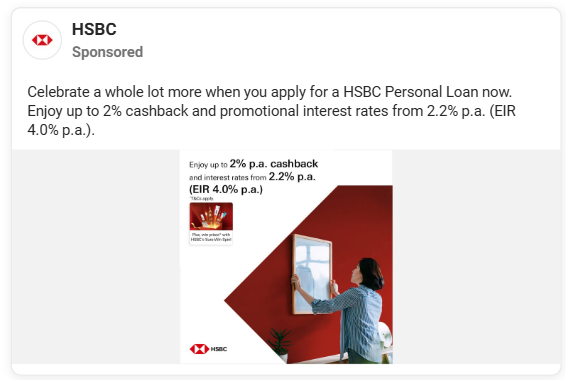 HSBC
Sponsored
Celebrate a whole lot more when you apply for a HSBC Personal Loan now.
Enjoy up to 2% cashback and promotional interest rates from 2.2% p.a. (EIR
4.0% p.a.).
Enjoy up to 2% p.a. cashback
and interest rates from 2.2% p.a.
(EIR 4.0% p.a.)
T&Cs apply
Plus, win prizes* with
HSBC's Sure Win Spin!
HSBC